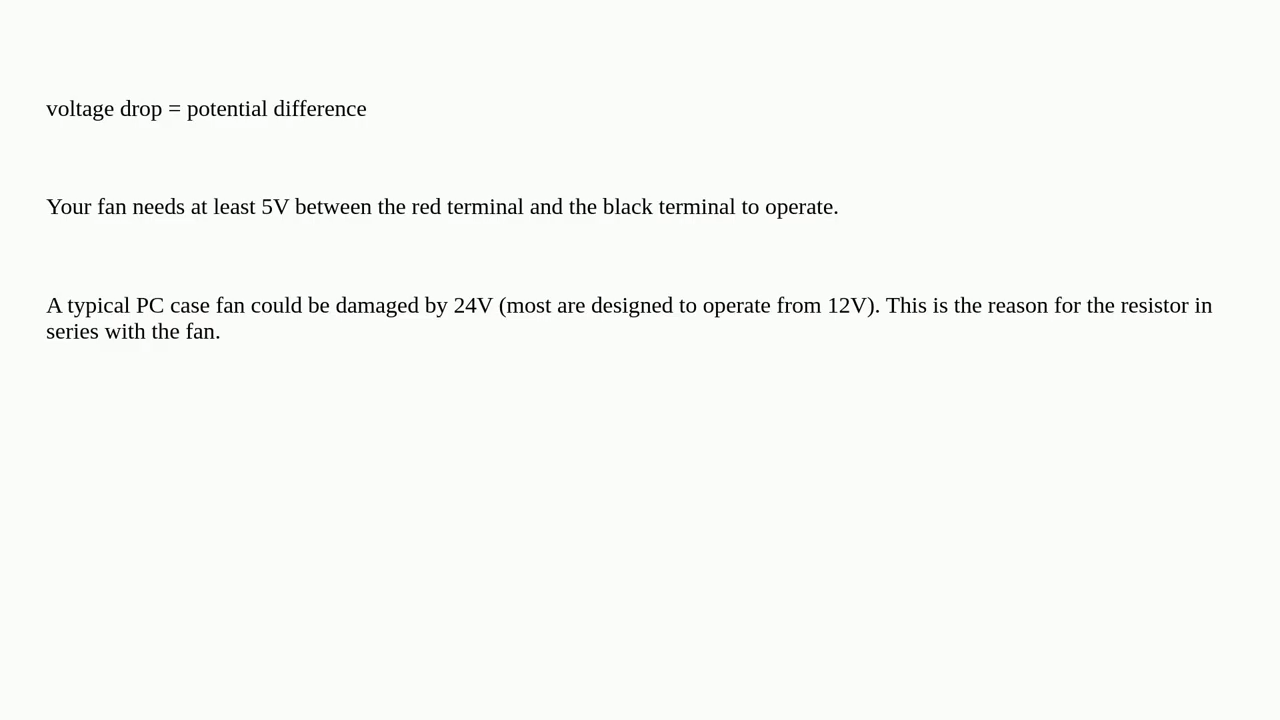 voltage drop = potential difference
Your fan needs at least 5V between the red terminal and the black terminal to operate.
A typical PC case fan could be damaged by 24V (most are designed to operate from 12V). This is the reason for the resistor in
series with the fan.